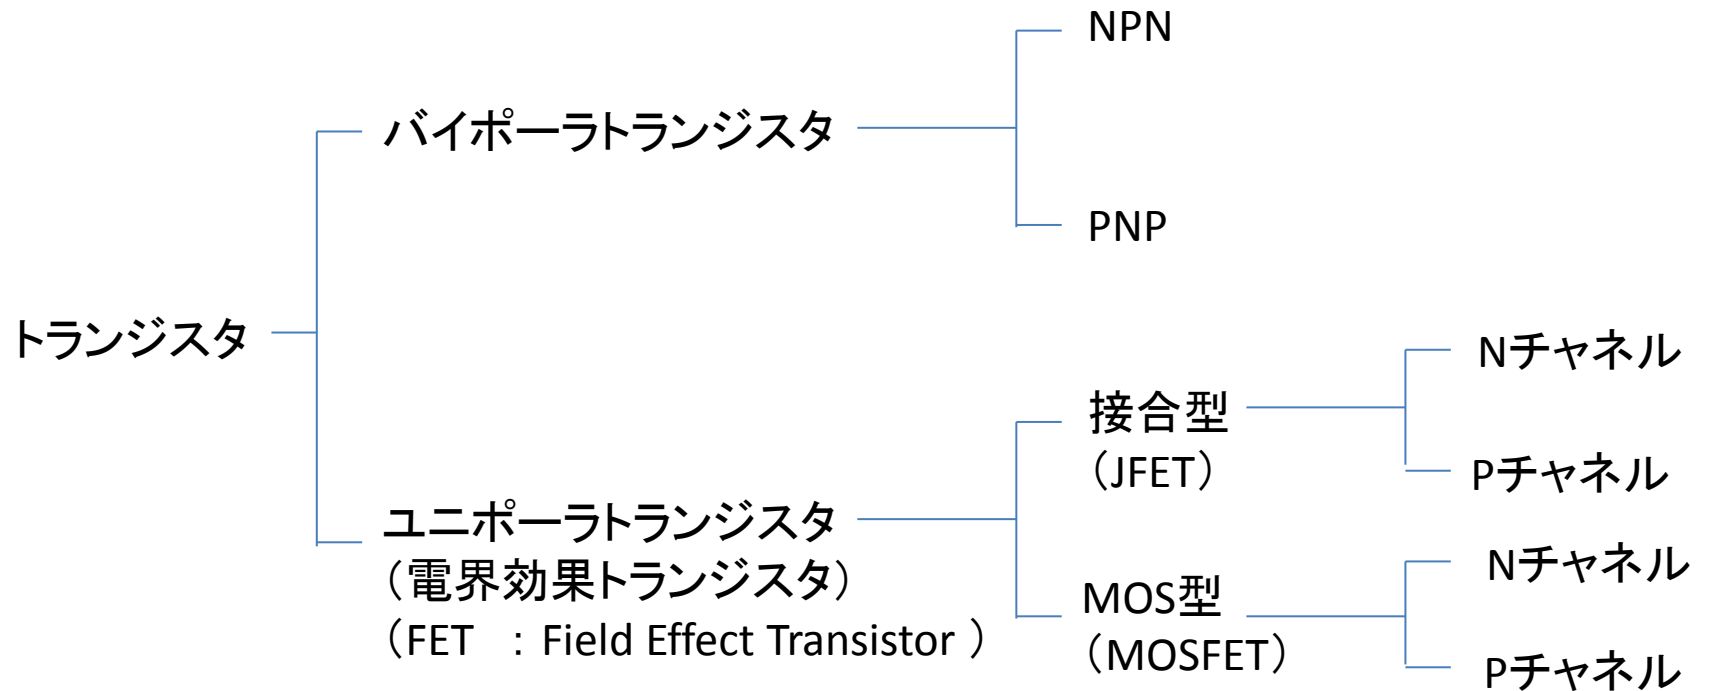 トランジスタ
バイポーラトランジスタ
NPN
PNP
ユニポーラトランジスタ
（電界効果トランジスタ）
（FET ：Field Effect Transistor ）
接合型
（JFET）
Nチャネル
Pチャネル
MOS型
（MOSFET）
Nチャネル
Pチャネル